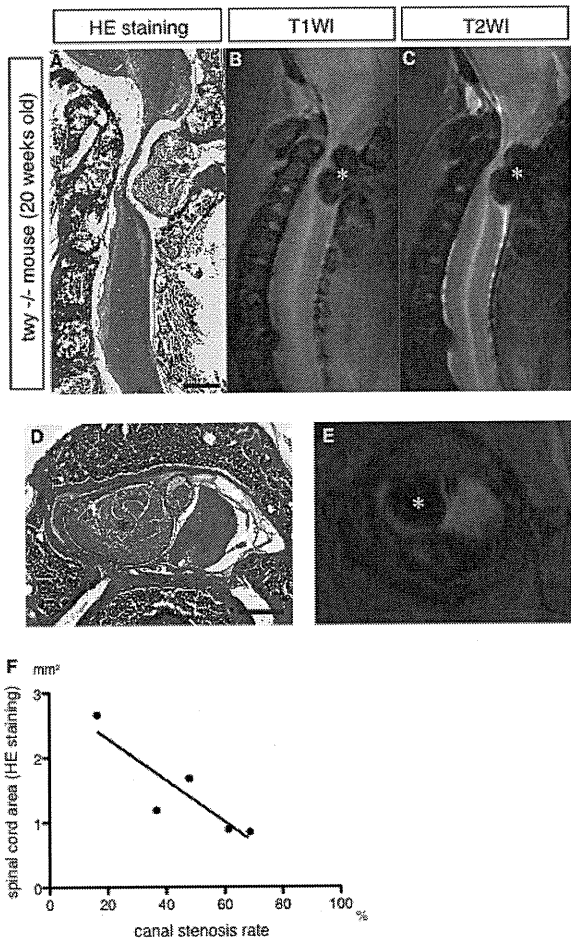 HE staining
T1WI
T2WI
twy -/- mouse (20 weeks old)
A
B
C
*
*
D
E
*
F
mm²
spinal cord area (HE staining)
3
2
1
0
0
20
40
60
80
100
%
canal stenosis rate